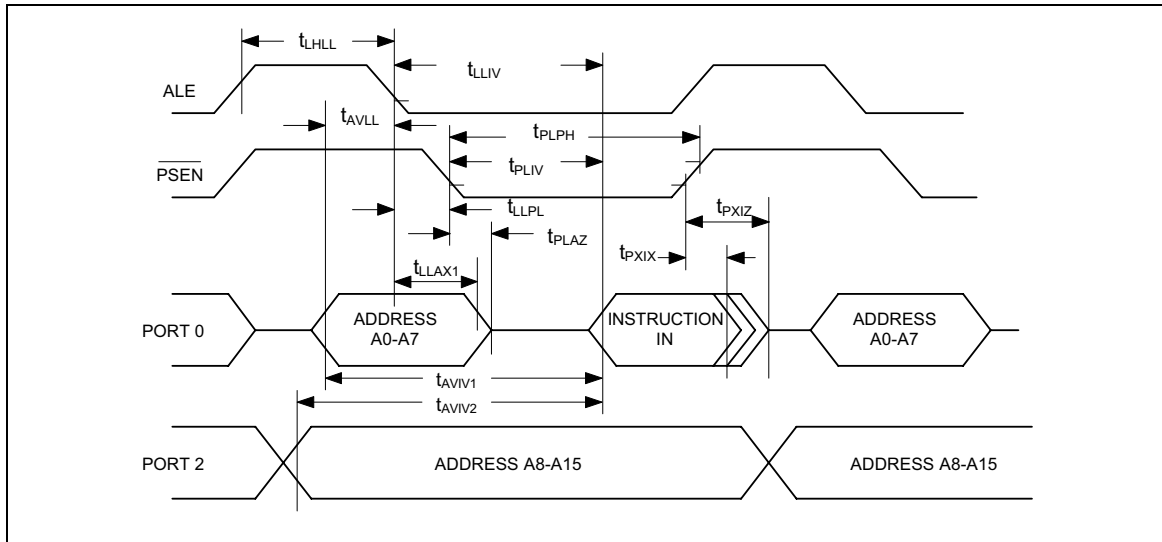 tLHLL
tLLIV
ALE
tAVLL
tPLPH
PSEN
tPLIV
tLLPL
tPXIZ
tPLAZ
tPXIX
tLLAX1
PORT 0
ADDRESS
A0-A7
INSTRUCTION
IN
ADDRESS
A0-A7
tAVIV1
tAVIV2
PORT 2
ADDRESS A8-A15
ADDRESS A8-A15